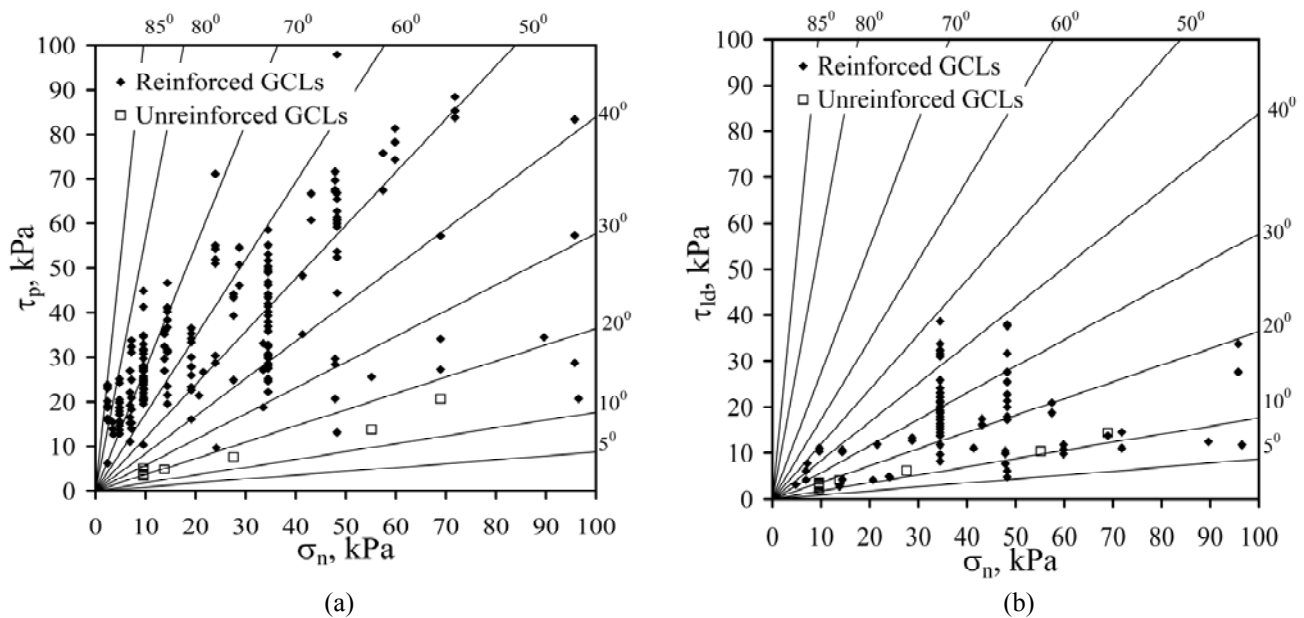 85⁰ 80⁰ 70⁰ 60⁰ 50⁰
100
90
80
70
60
50
40
30
20
10
0
τp, kPa
◆ Reinforced GCLs
□ Unreinforced GCLs
40⁰
30⁰
20⁰
10⁰
5⁰
0 10 20 30 40 50 60 70 80 90 100
σn, kPa
(a)
85⁰ 80⁰ 70⁰ 60⁰ 50⁰
100
90
80
70
60
50
40
30
20
10
0
τld, kPa
◆ Reinforced GCLs
□ Unreinforced GCLs
40⁰
30⁰
20⁰
10⁰
5⁰
0 10 20 30 40 50 60 70 80 90 100
σn, kPa
(b)